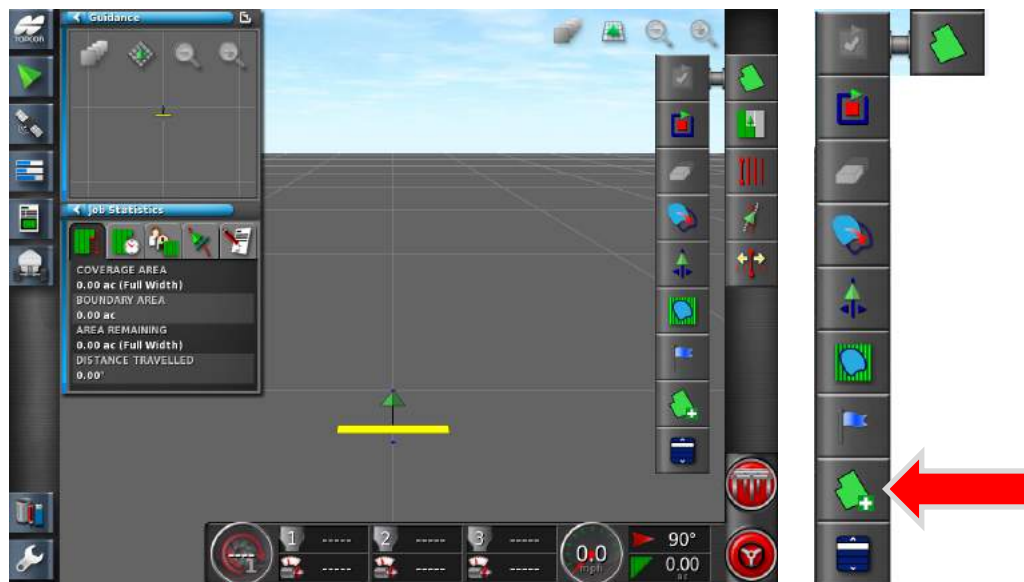 TOPCON
Guidance
Job Statistics
COVERAGE AREA
0.00 ac (Full Width)
BOUNDARY AREA
0.00 ac
AREA REMAINING
0.00 ac (Full Width)
DISTANCE TRAVELLED
0.00"
1 ----- 2 ----- 3 -----
----- ----- -----
---
1
0.0
mph
90°
0.00
ac